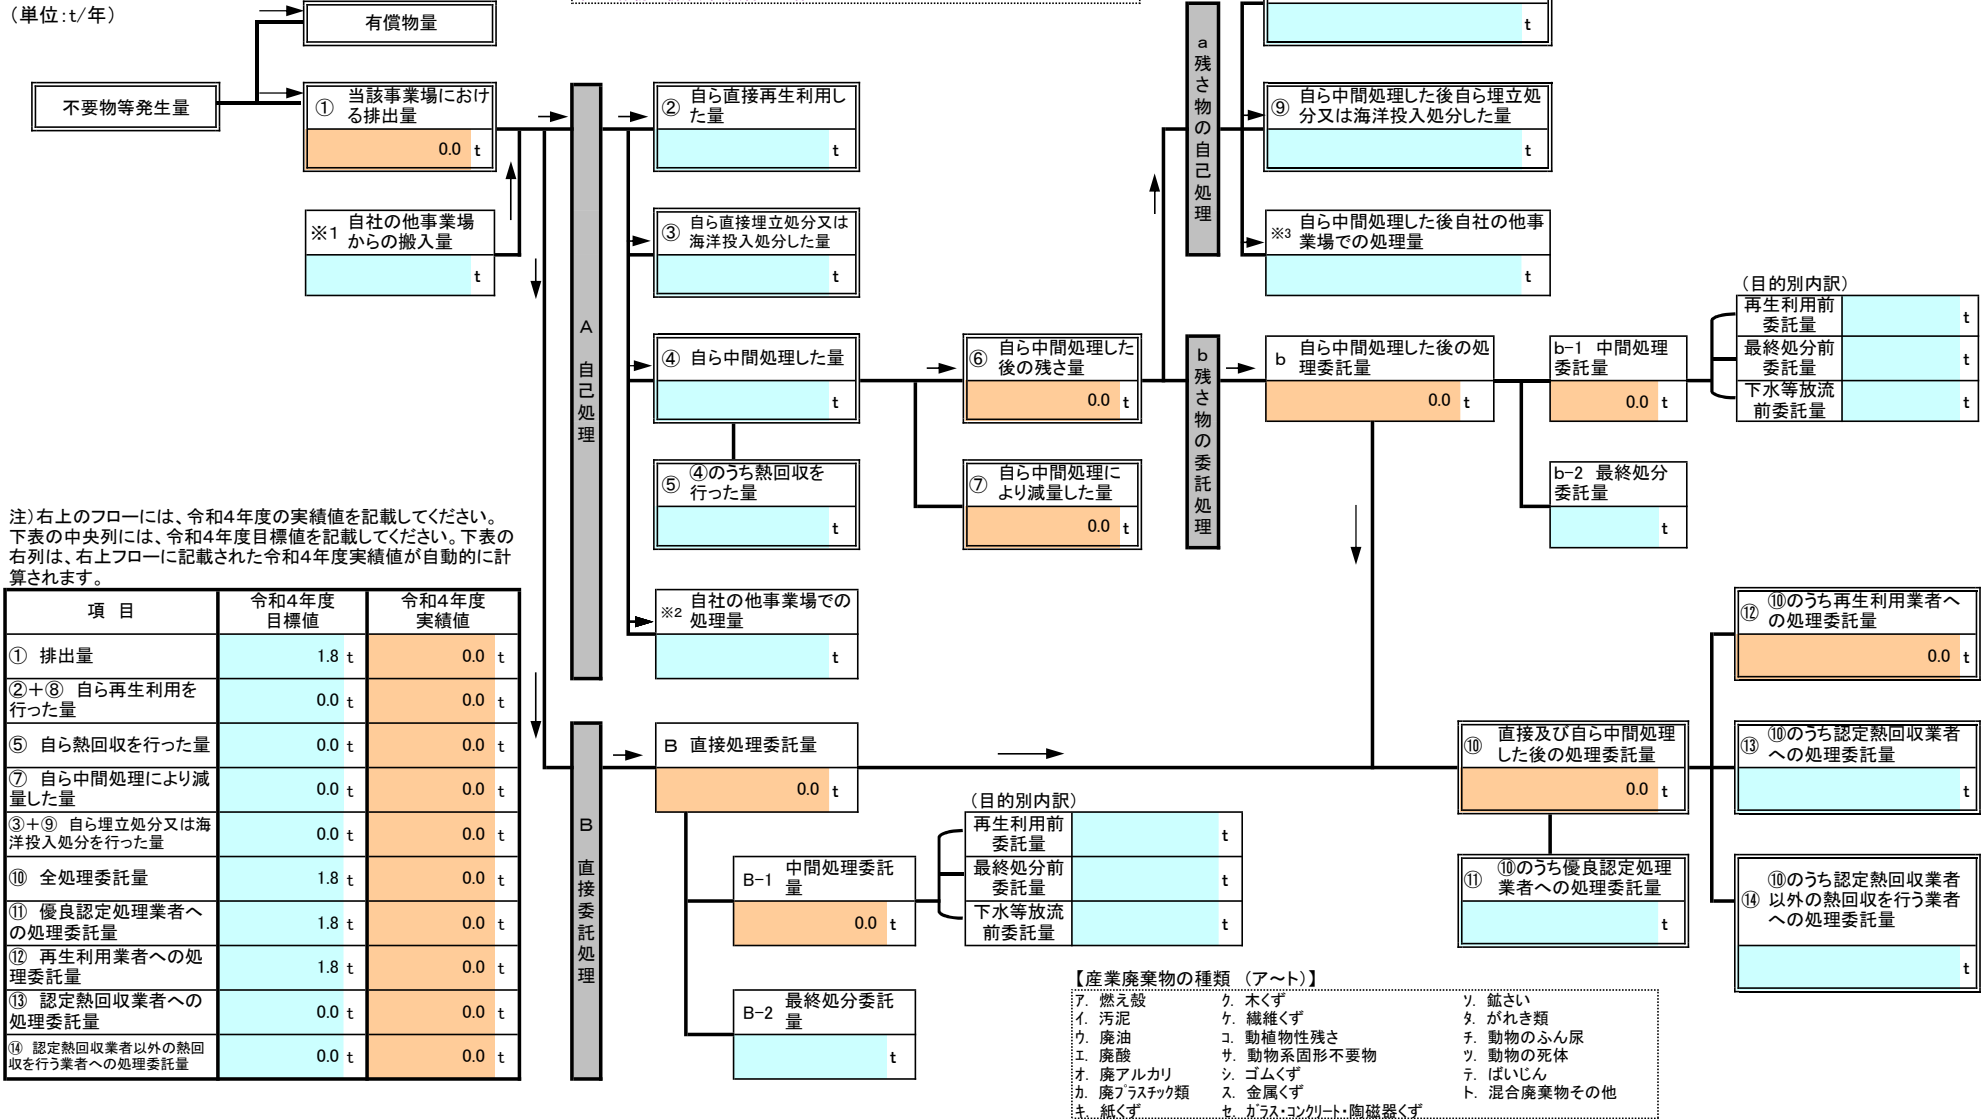 （単位:t/年）
有償物量
不要物等発生量
① 当該事業場におけ
る排出量
0.0 t
※1 自社の他事業場
からの搬入量
t
A 自己処理
② 自ら直接再生利用し
た量
t
③ 自ら直接埋立処分又は
海洋投入処分した量
t
④ 自ら中間処理した量
t
⑤ ④のうち熱回収を
行った量
t
※2 自社の他事業場での
処理量
t
⑥ 自ら中間処理した
後の残さ量
0.0 t
⑦ 自ら中間処理に
より減量した量
0.0 t
a 残さ物の自己処理
t
⑨ 自ら中間処理した後自ら埋立処
分又は海洋投入処分した量
t
※3 自ら中間処理した後自社の他事
業場での処理量
t
b 残さ物の委託処理
b 自ら中間処理した後の処
理委託量
0.0 t
b-1 中間処理
委託量
0.0 t
b-2 最終処分
委託量
t
（目的別内訳）
再生利用前
委託量 t
最終処分前
委託量 t
下水等放流
前委託量 t
注）右上のフローには、令和4年度の実績値を記載してください。
下表の中央列には、令和4年度目標値を記載してください。下表の
右列は、右上フローに記載された令和4年度実績値が自動的に計
算されます。
項 目 令和4年度 令和4年度
目標値 実績値
① 排出量 1.8 t 0.0 t
②＋⑧ 自ら再生利用を
行った量 0.0 t 0.0 t
⑤ 自ら熱回収を行った量 0.0 t 0.0 t
⑦ 自ら中間処理により減
量した量 0.0 t 0.0 t
③＋⑨ 自ら埋立処分又は海
洋投入処分を行った量 0.0 t 0.0 t
⑩ 全処理委託量 1.8 t 0.0 t
⑪ 優良認定処理業者へ
の処理委託量 1.8 t 0.0 t
⑫ 再生利用業者への処
理委託量 1.8 t 0.0 t
⑬ 認定熱回収業者への
処理委託量 0.0 t 0.0 t
⑭ 認定熱回収業者以外の熱回
収を行う業者への処理委託量 0.0 t 0.0 t
B 直接委託処理
B 直接処理委託量
0.0 t
B-1 中間処理委託
量
0.0 t
B-2 最終処分委託
量
t
（目的別内訳）
再生利用前
委託量 t
最終処分前
委託量 t
下水等放流
前委託量 t
⑩ 直接及び自ら中間処理
した後の処理委託量
0.0 t
⑪ ⑩のうち優良認定処理
業者への処理委託量
t
⑫ ⑩のうち再生利用業者へ
の処理委託量
0.0 t
⑬ ⑩のうち認定熱回収業者
への処理委託量
t
⑭ ⑩のうち認定熱回収業者
以外の熱回収を行う業者
への処理委託量
t
【産業廃棄物の種類 （ア～ト）】
ア. 燃え殻 ク. 木くず ソ. 鉱さい
イ. 汚泥 ケ. 繊維くず タ. がれき類
ウ. 廃油 コ. 動植物性残さ チ. 動物のふん尿
エ. 廃酸 サ. 動物系固形不要物 ツ. 動物の死体
オ. 廃アルカリ シ. ゴムくず テ. ばいじん
カ. 廃プラスチック類 ス. 金属くず ト. 混合廃棄物その他
キ. 紙くず セ. ガラス・コンクリート・陶磁器くず